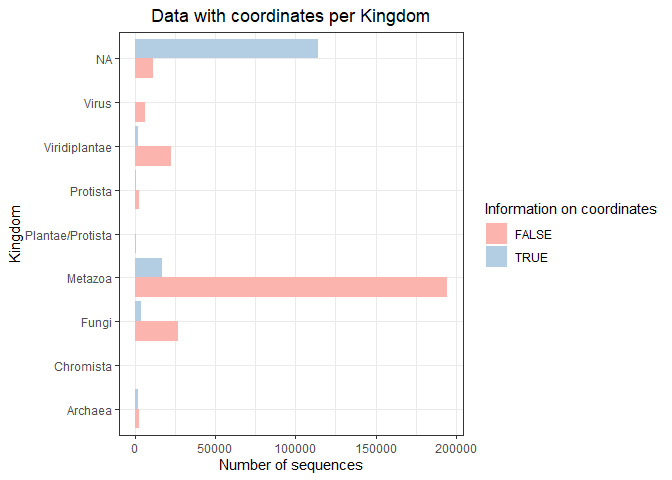 Data with coordinates per Kingdom
Kingdom
NA
Virus
Viridiplantae
Protista
Plantae/Protista
Metazoa
Fungi
Chromista
Archaea
0 50000 100000 150000 200000
Number of sequences
Information on coordinates
FALSE
TRUE